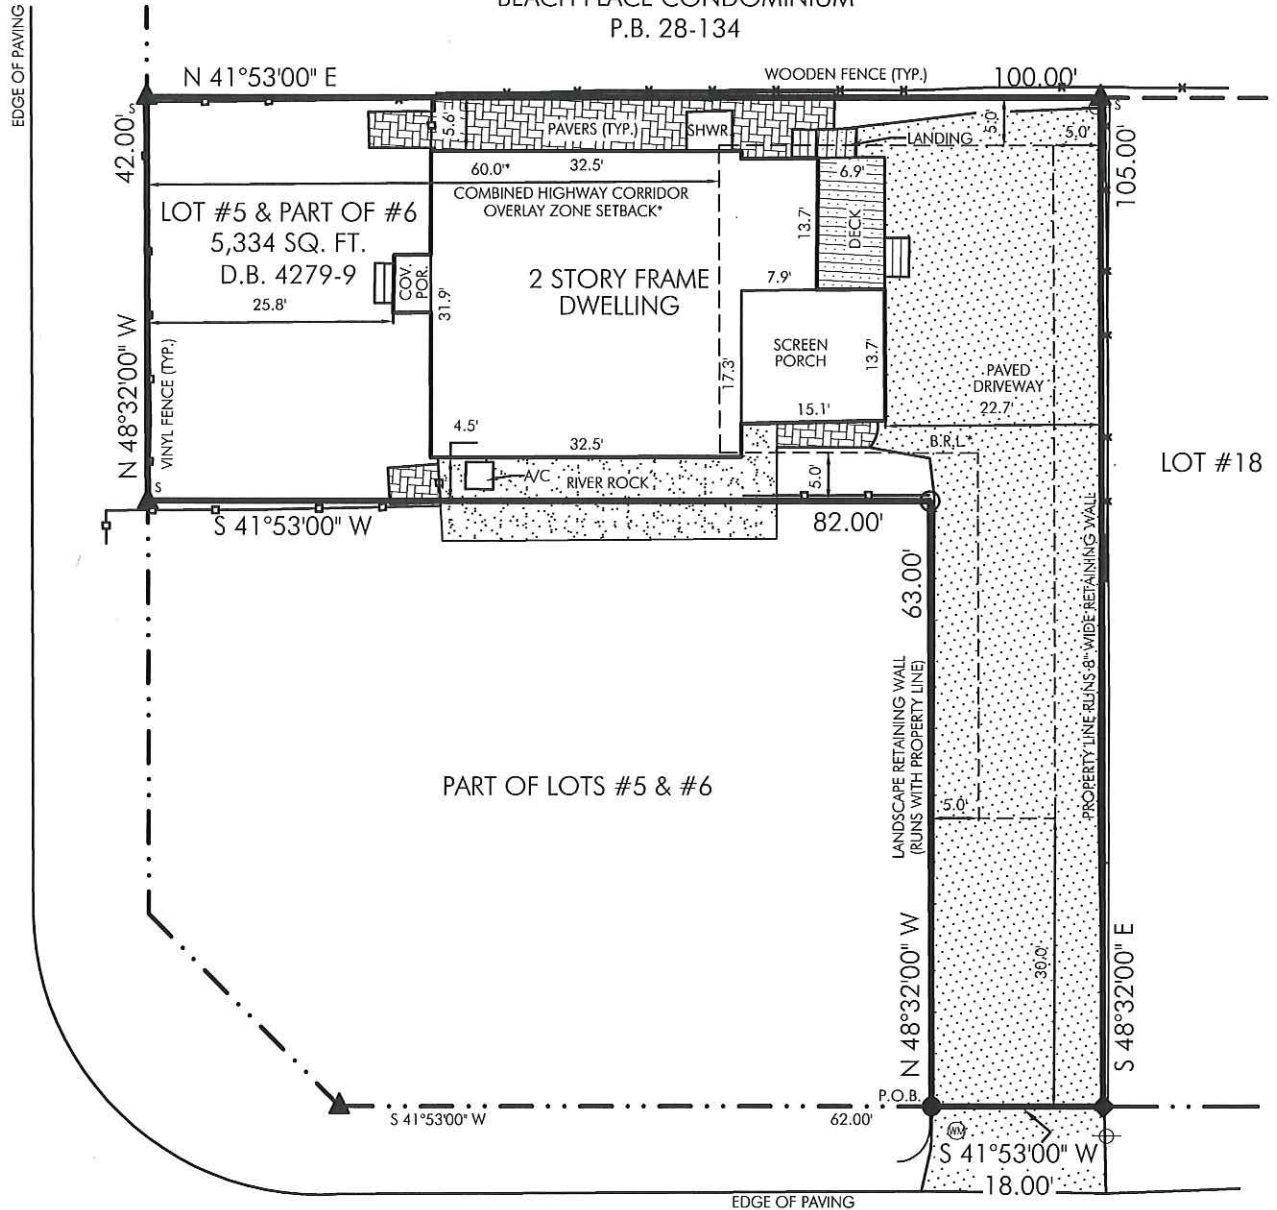 BEACH PLACE CONDOMINIUM
P.B. 28-134
EDGE OF PAVING
N 41°53'00" E
WOODEN FENCE (TYP.)
100.00'
S
S
42.00'
5.6'
PAVERS (TYP.)
SHWR.
LANDING
5.0'
5.0'
105.00'
60.0'*
32.5'
6.9'
COMBINED HIGHWAY CORRIDOR
OVERLAY ZONE SETBACK*
LOT #5 & PART OF #6
5,334 SQ. FT.
D.B. 4279-9
25.8'
COV.
POR.
31.9'
2 STORY FRAME
DWELLING
13.7'
DECK
7.9'
SCREEN
PORCH
13.7'
17.3'
15.1'
PAVED
DRIVEWAY
22.7'
N 48°32'00" W
VINYL FENCE (TYP.)
4.5'
32.5'
B.R.L.*
LOT #18
A/C
RIVER ROCK
5.0'
S
S 41°53'00" W
82.00'
63.00'
PROPERTY LINE RUNS 8" WIDE RETAINING WALL
LANDSCAPE RETAINING WALL
(RUNS WITH PROPERTY LINE)
PART OF LOTS #5 & #6
5.0'
30.0'
N 48°32'00" W
S 48°32'00" E
P.O.B.
S 41°53'00" W
62.00'
WM
S 41°53'00" W
18.00'
EDGE OF PAVING